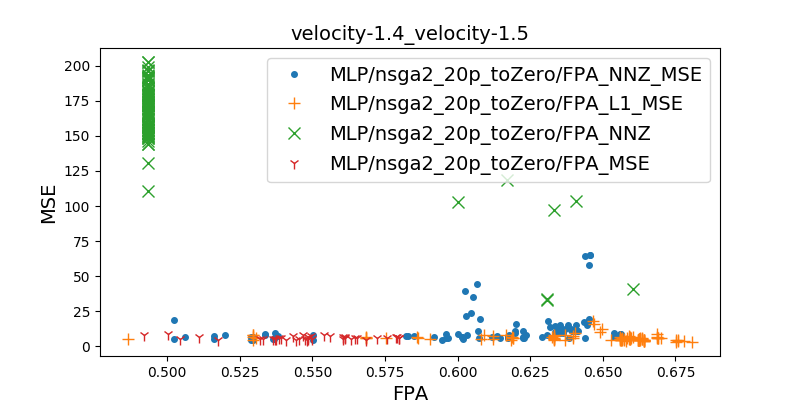 velocity-1.4_velocity-1.5
MLP/nsga2_20p_toZero/FPA_NNZ_MSE
MLP/nsga2_20p_toZero/FPA_L1_MSE
MLP/nsga2_20p_toZero/FPA_NNZ
MLP/nsga2_20p_toZero/FPA_MSE
MSE
200
175
150
125
100
75
50
25
0
0.500 0.525 0.550 0.575 0.600 0.625 0.650 0.675
FPA